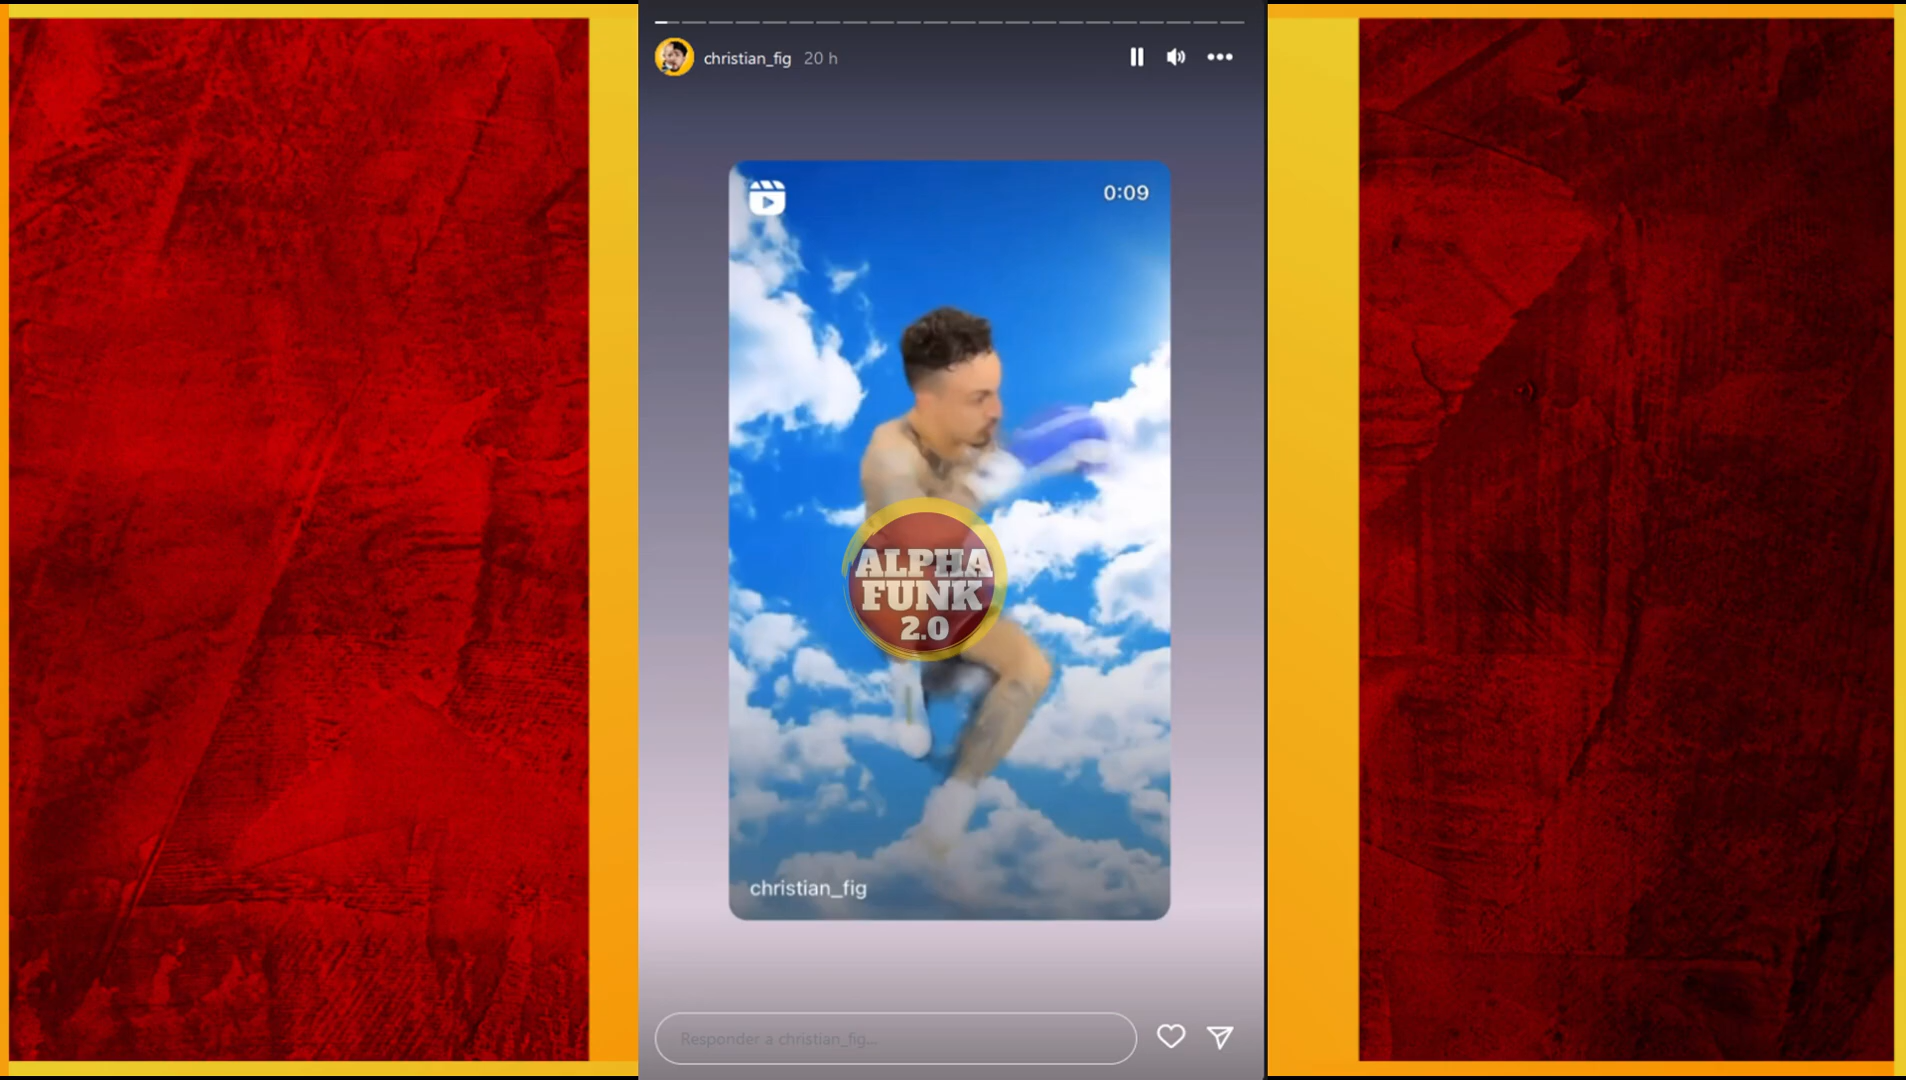 christian_fig 20 h
0:09
ALPHA
FUNK
2.0
christian_fig
Responder a christian_fig...